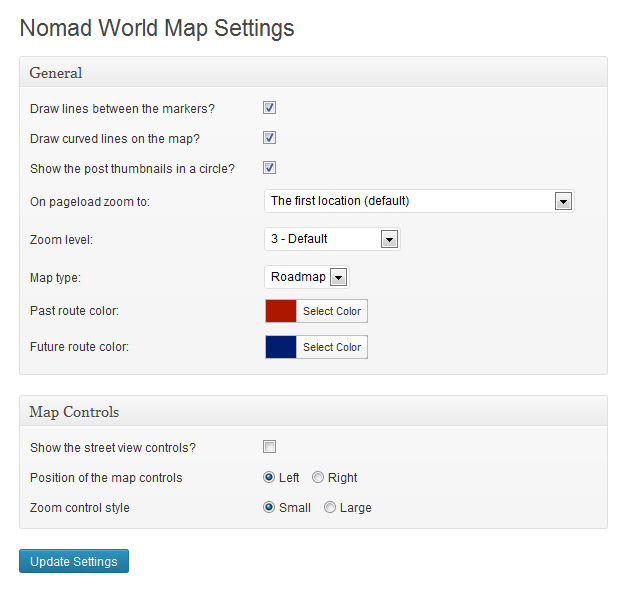 Nomad World Map Settings
General
Draw lines between the markers?
Draw curved lines on the map?
Show the post thumbnails in a circle?
On pageload zoom to: The first location (default)
Zoom level: 3 - Default
Map type: Roadmap
Past route color: Select Color
Future route color: Select Color
Map Controls
Show the street view controls?
Position of the map controls Left Right
Zoom control style Small Large
Update Settings